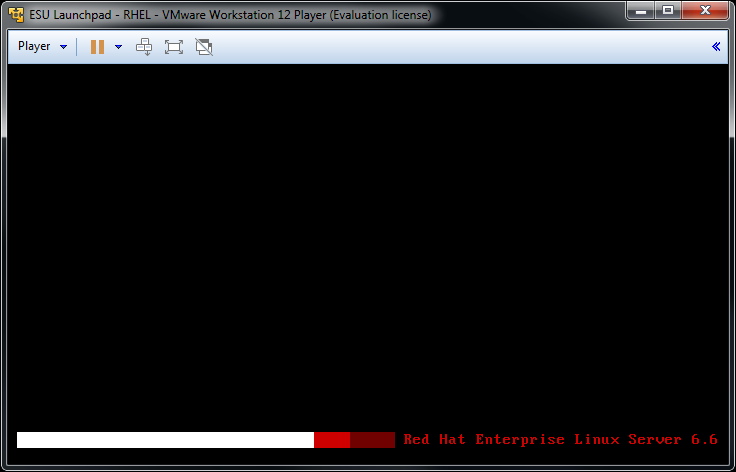 ESU Launchpad - RHEL - VMware Workstation 12 Player (Evaluation license)
Player
Red Hat Enterprise Linux Server 6.6